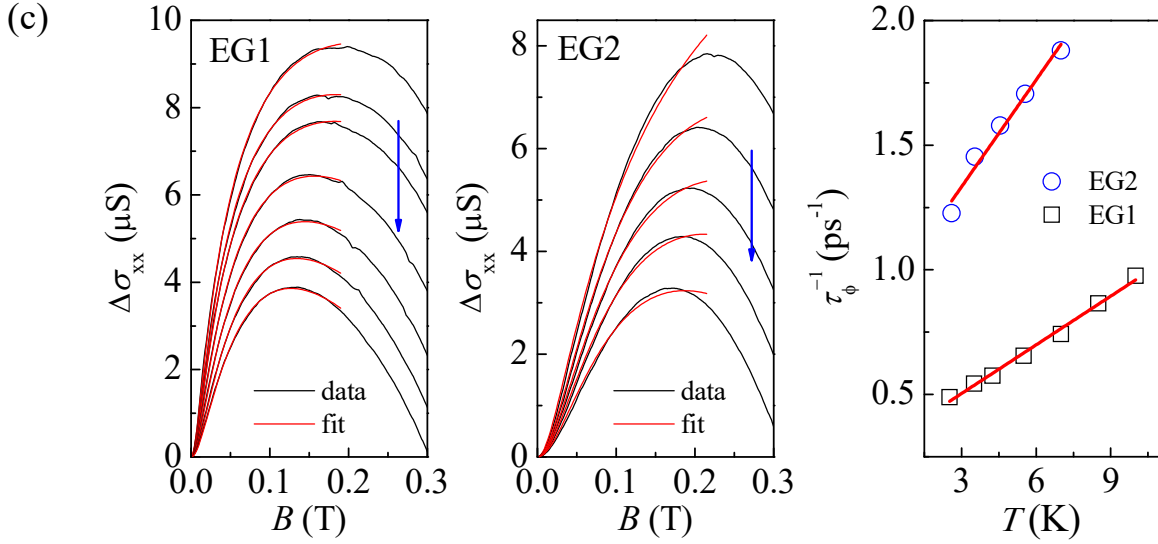 (c)
EG1
10
8
6
4
2
0
0.0 0.1 0.2 0.3
Δσxx (μS)
B (T)
data
fit
EG2
8
6
4
2
0
0.0 0.1 0.2 0.3
Δσxx (μS)
B (T)
data
fit
2.0
1.5
1.0
0.5
3 6 9
τϕ⁻¹ (ps⁻¹)
T (K)
EG2
EG1